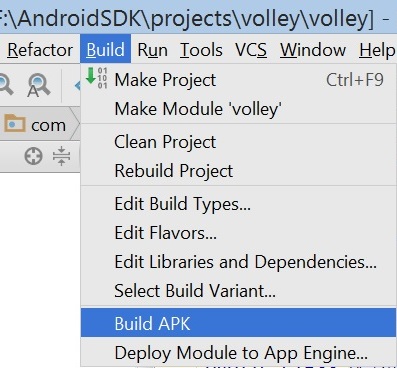 F:\AndroidSDK\projects\volley\volley] -
Refactor Build Run Tools VCS Window Help
Make Project Ctrl+F9
com Make Module 'volley'
Clean Project
Rebuild Project
Edit Build Types...
Edit Flavors...
Edit Libraries and Dependencies...
Select Build Variant...
Build APK
Deploy Module to App Engine...